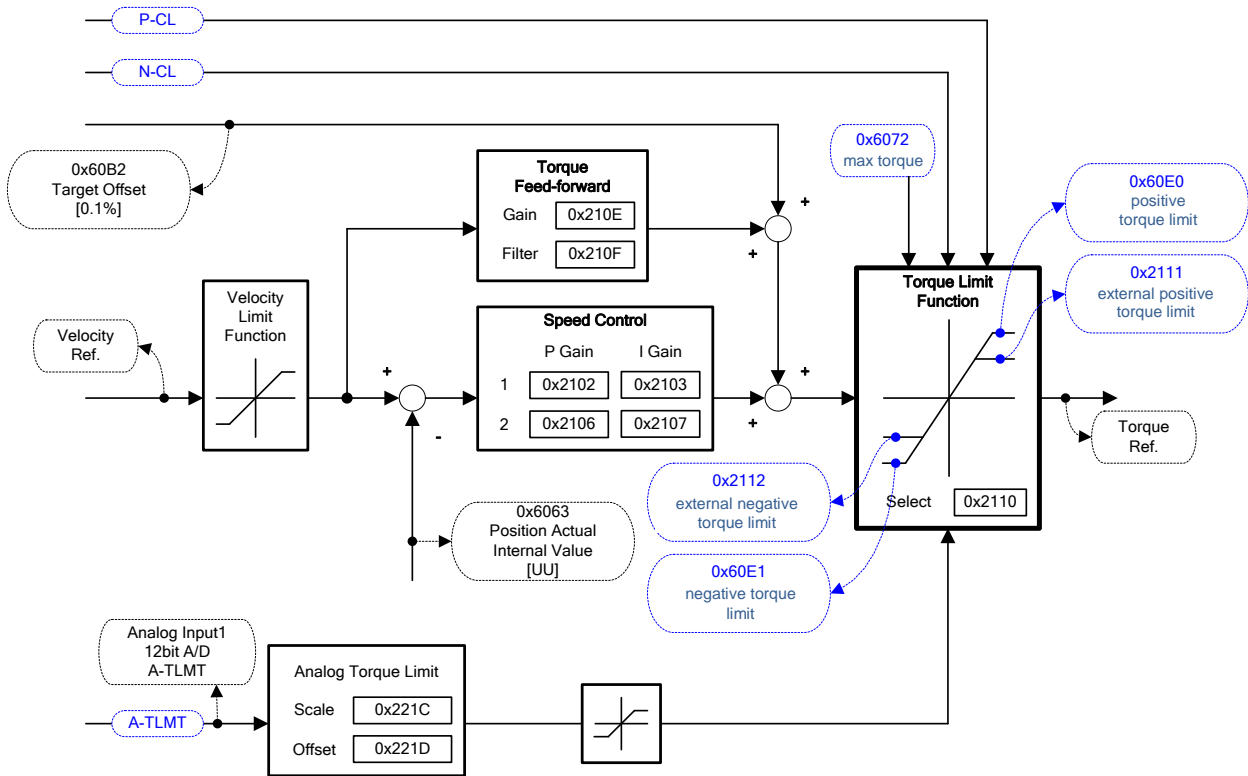 P-CL
N-CL
0x60B2
Target Offset
[0.1%]
Torque
Feed-forward
Gain
0x210E
Filter
0x210F
+
+
0x6072
max torque
0x60E0
positive
torque limit
0x2111
external positive
torque limit
Velocity
Ref.
Velocity
Limit
Function
+
-
Speed Control
P Gain
I Gain
1
0x2102
0x2103
2
0x2106
0x2107
+
+
Torque Limit
Function
Select
0x2110
Torque
Ref.
0x2112
external negative
torque limit
0x60E1
negative torque
limit
0x6063
Position Actual
Internal Value
[UU]
Analog Input1
12bit A/D
A-TLMT
A-TLMT
Analog Torque Limit
Scale
0x221C
Offset
0x221D